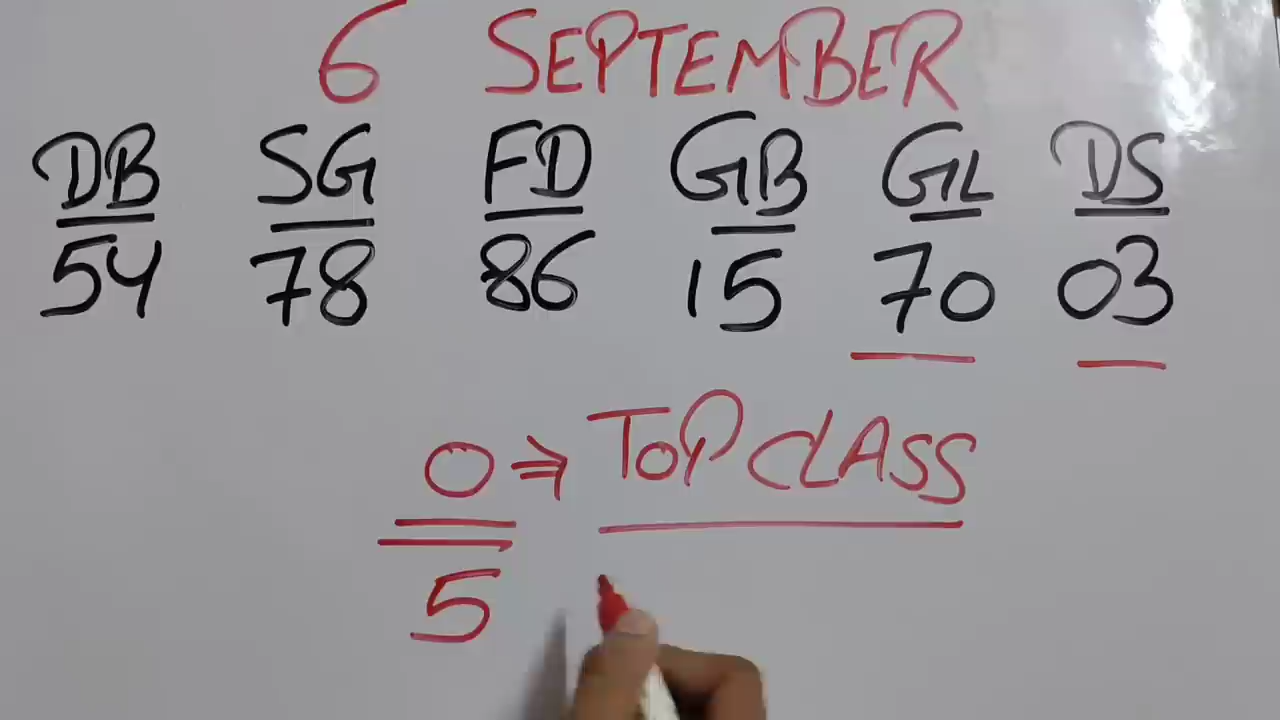 6 SEPTEMBER
DB SG FD GB GL DS
54 78 86 15 70 03
0 ⇒ TOP CLASS
5